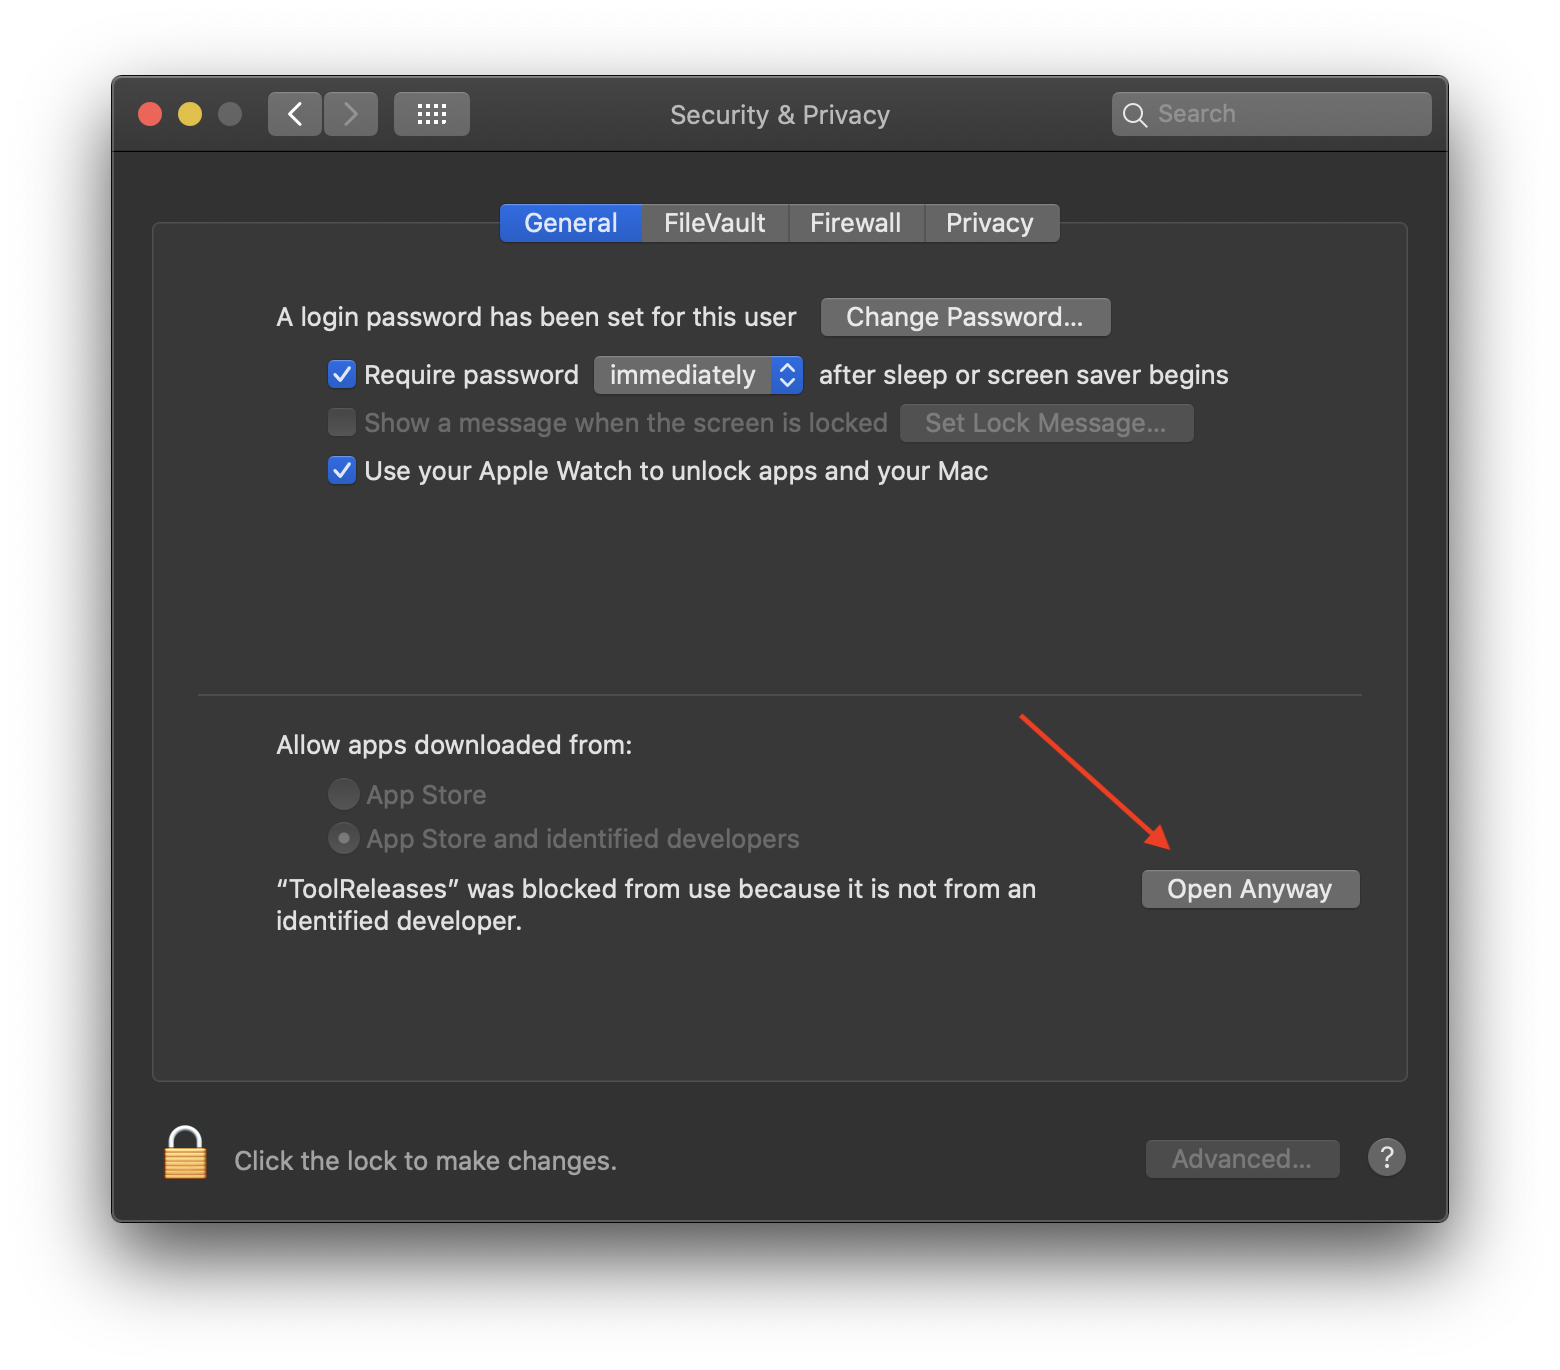 Security & Privacy
Search
General FileVault Firewall Privacy
A login password has been set for this user Change Password...
Require password immediately after sleep or screen saver begins
Show a message when the screen is locked Set Lock Message...
Use your Apple Watch to unlock apps and your Mac
Allow apps downloaded from:
App Store
App Store and identified developers
“ToolReleases” was blocked from use because it is not from an
identified developer.
Open Anyway
Click the lock to make changes.
Advanced...
?